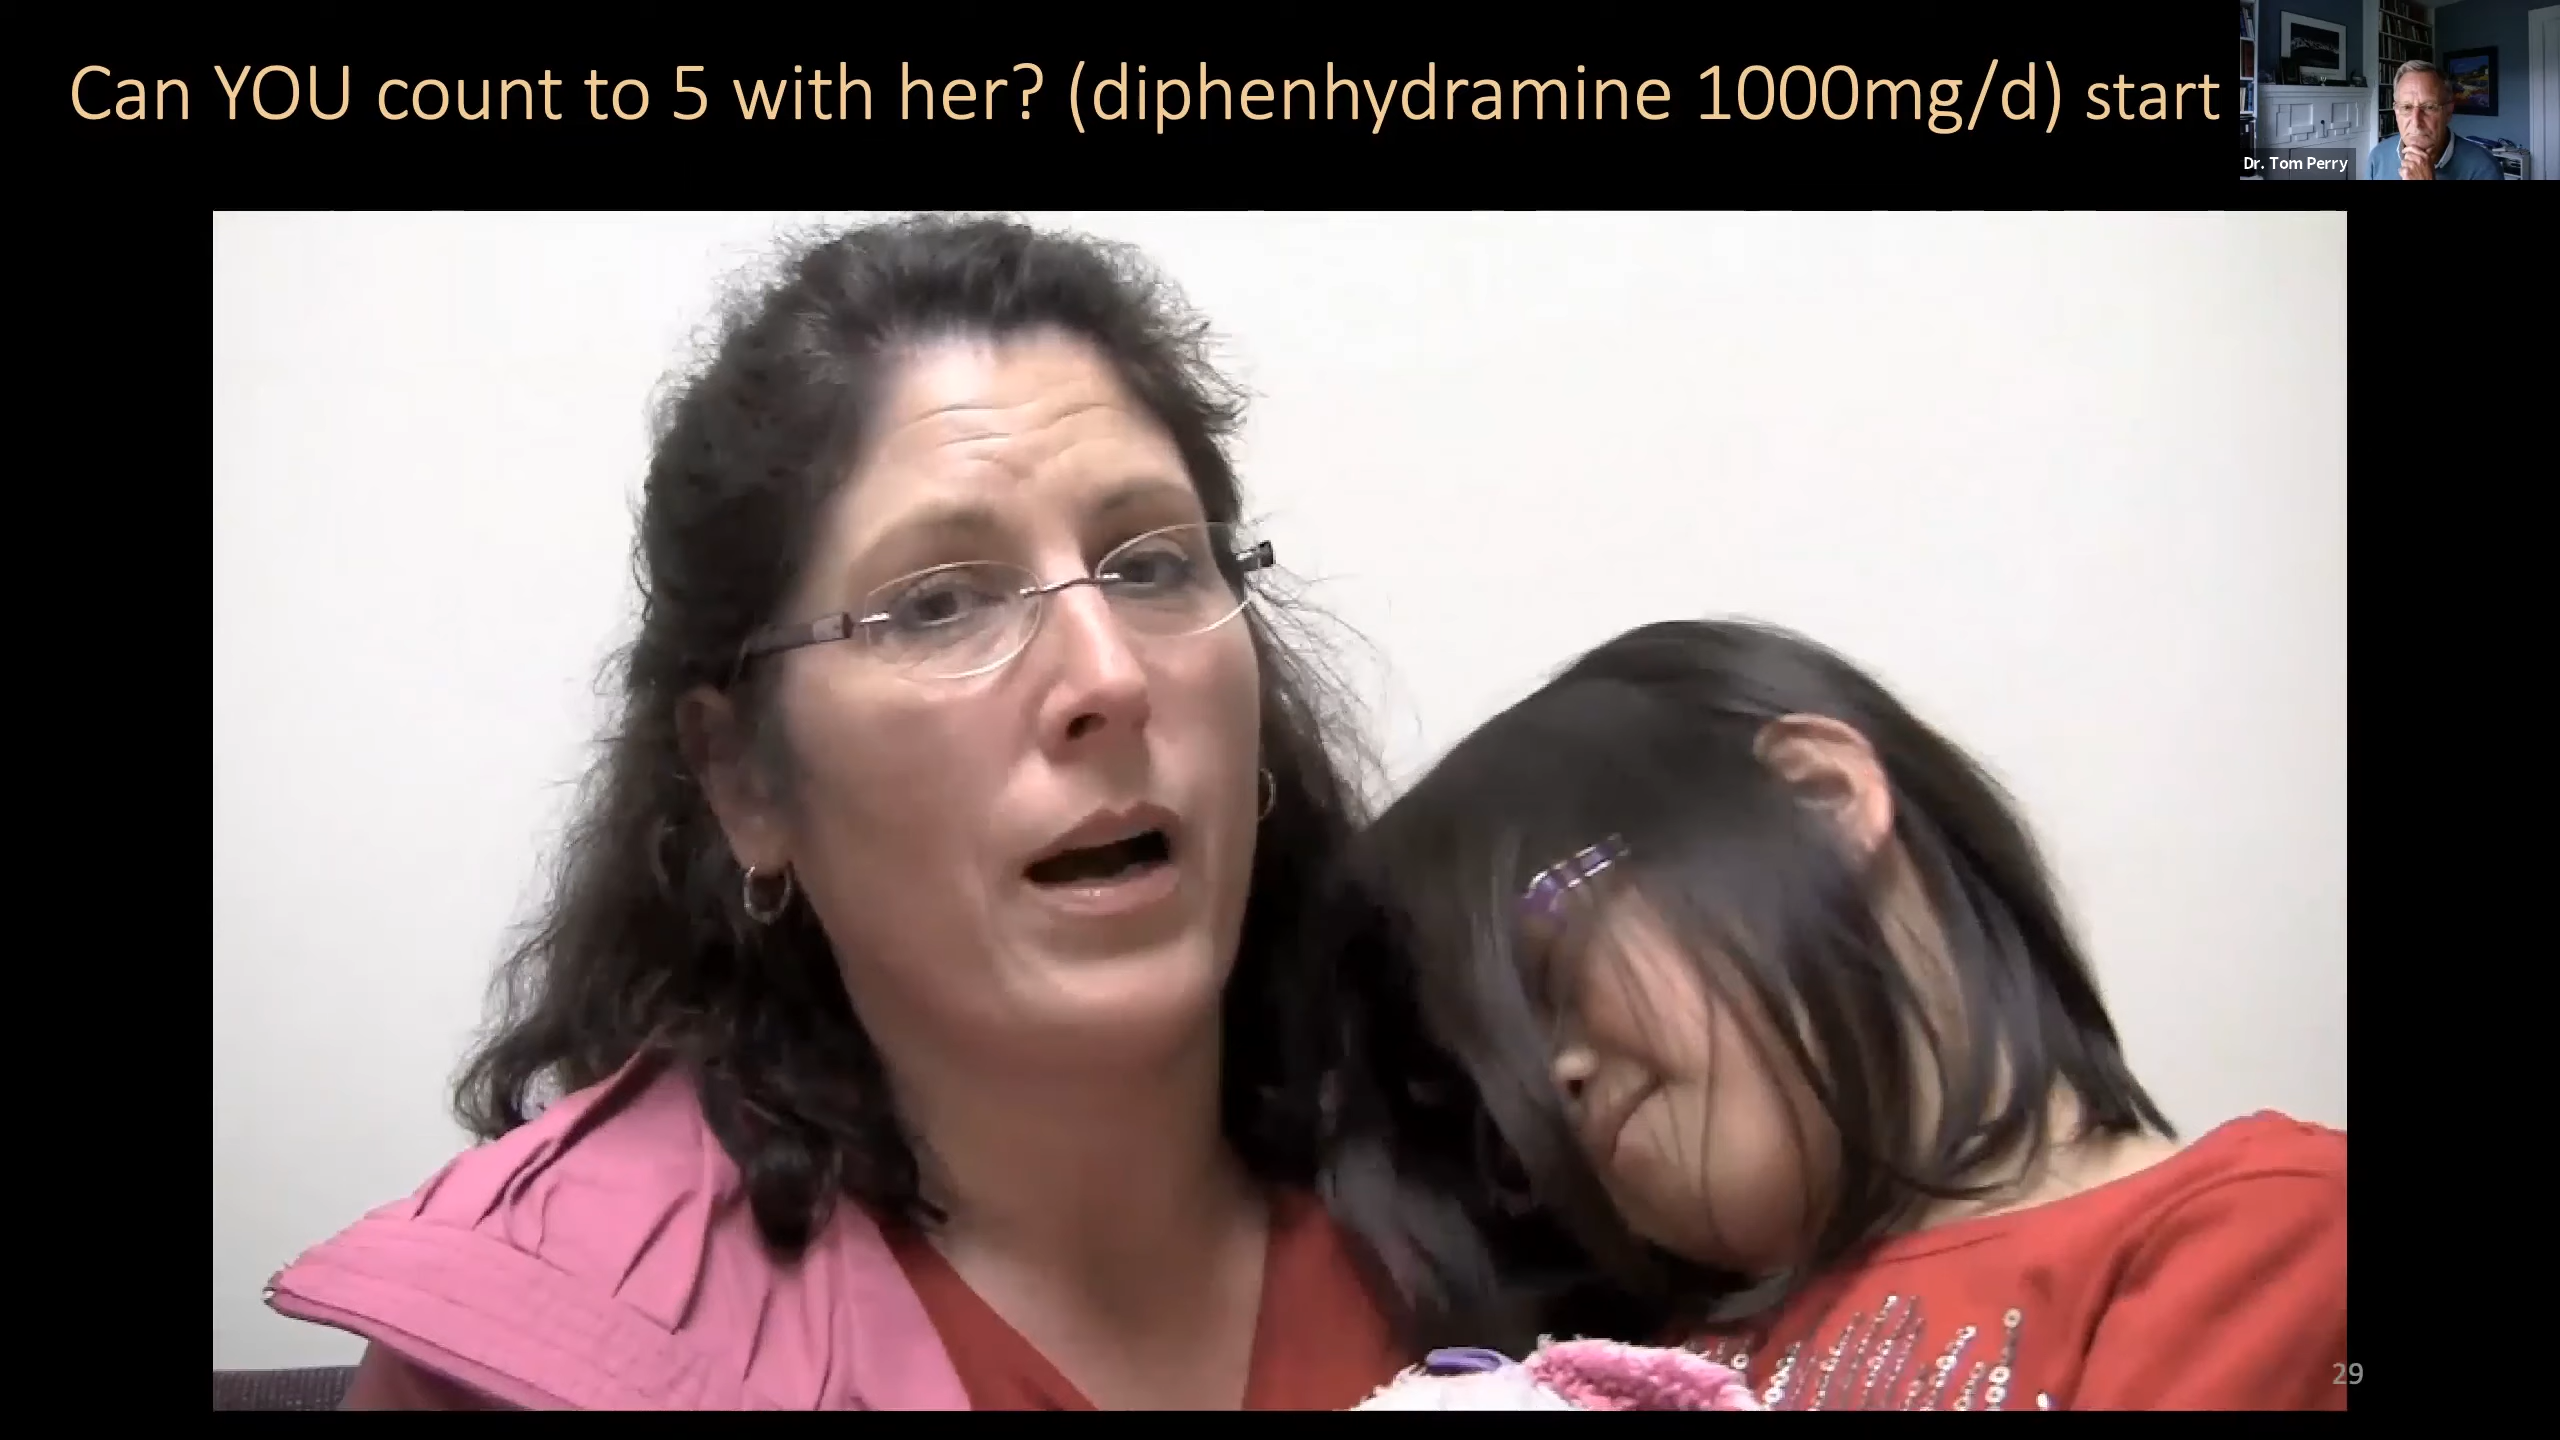 Can YOU count to 5 with her? (diphenhydramine 1000mg/d) start
Dr. Tom Perry
29